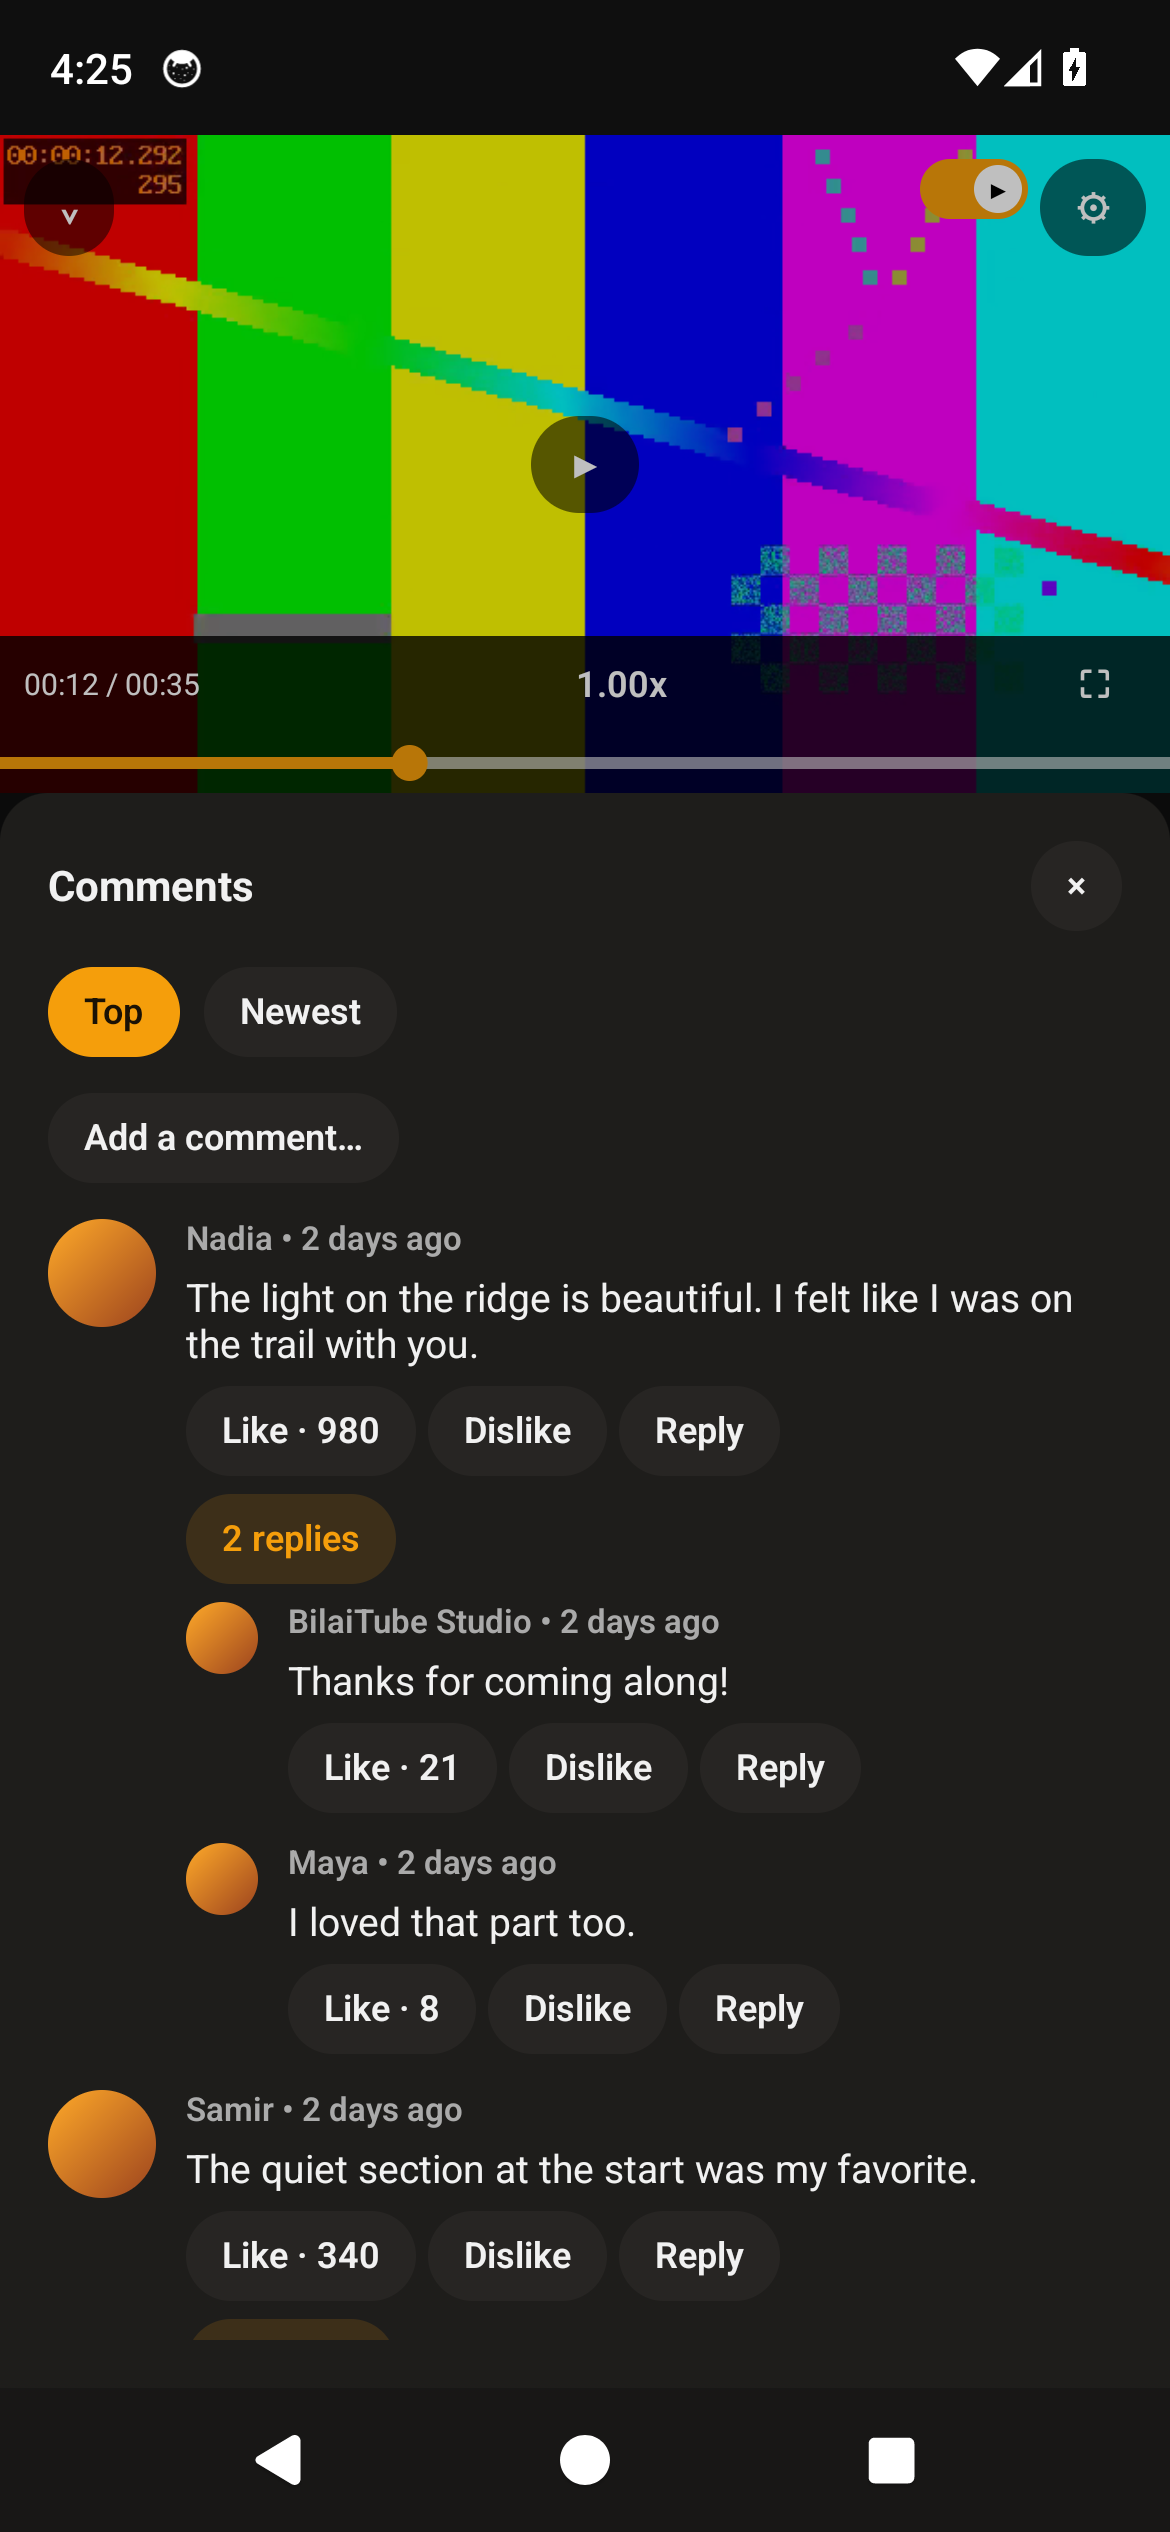 4:25
00:00:12.292
295
00:12 / 00:35
1.00x
Comments
×
Top
Newest
Add a comment...
Nadia • 2 days ago
The light on the ridge is beautiful. I felt like I was on
the trail with you.
Like · 980
Dislike
Reply
2 replies
BilaiTube Studio • 2 days ago
Thanks for coming along!
Like · 21
Dislike
Reply
Maya • 2 days ago
I loved that part too.
Like · 8
Dislike
Reply
Samir • 2 days ago
The quiet section at the start was my favorite.
Like · 340
Dislike
Reply